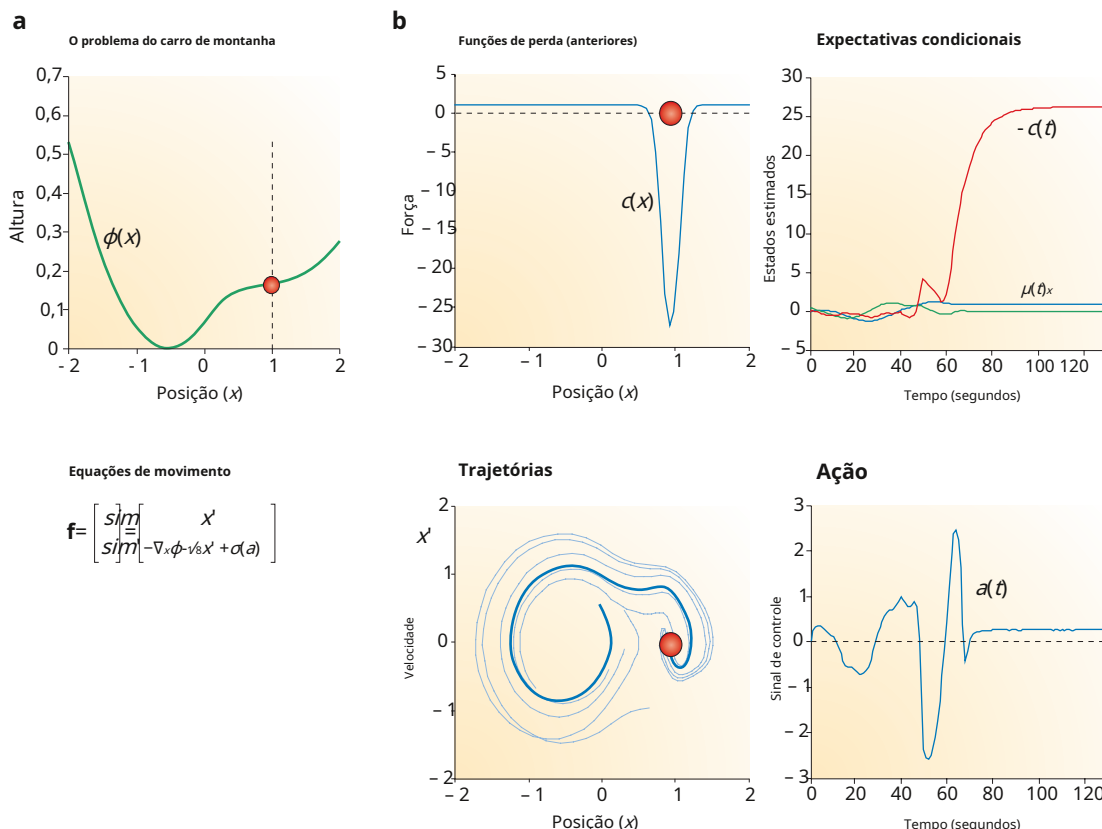 a
O problema do carro de montanha
0,7
0,6
0,5
0,4
0,3
0,2
0,1
0
Altura
ϕ(x)
- 2
- 1
0
1
2
Posição (x)
Equações de movimento
f= [sim sim'] = [x' −∇ₓϕ-√₈x' +σ(a)]
b
Funções de perda (anteriores)
5
0
– 5
– 10
– 15
– 20
– 25
– 30
Força
c(x)
– 2
– 1
0
1
2
Posição (x)
Expectativas condicionais
30
25
20
15
10
5
0
– 5
Estados estimados
- c(t)
μ(t)x
0
20
40
60
80
100 120
Tempo (segundos)
Trajetórias
2
x'
1
0
– 1
– 2
Velocidade
– 2
– 1
0
1
2
Posição (x)
Ação
3
2
1
0
– 1
– 2
– 3
Sinal de controle
a(t)
0
20
40
60
80
100
120
Tempo (segundos)